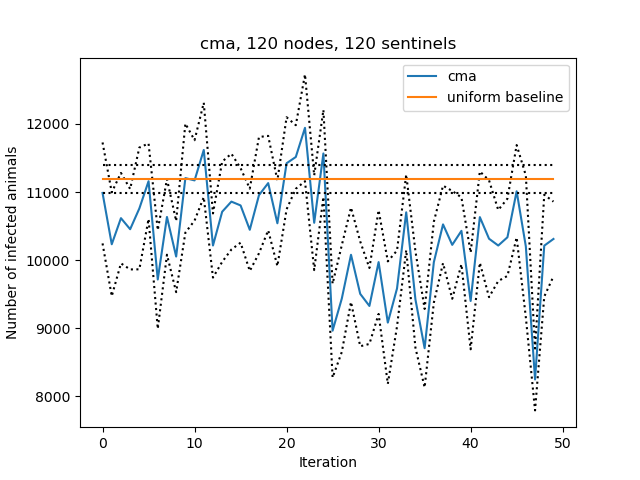 cma, 120 nodes, 120 sentinels
cma
uniform baseline
12000
11000
10000
9000
8000
Number of infected animals
0
10
20
30
40
50
Iteration